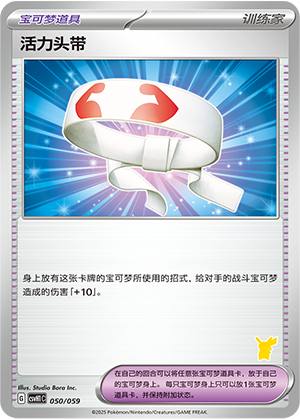 宝可梦道具
训练家
活力头带
身上放有这张卡牌的宝可梦所使用的招式，给对手的战斗宝可梦
造成的伤害「+10」。
Illus. Studio Bora Inc.
G CSVM1C 050/059
在自己的回合可以将任意张宝可梦道具卡，放于自己
的宝可梦身上。每只宝可梦身上只可以放1张宝可梦
道具卡，并保持附加状态。
©2025 Pokémon/Nintendo/Creatures/GAME FREAK.